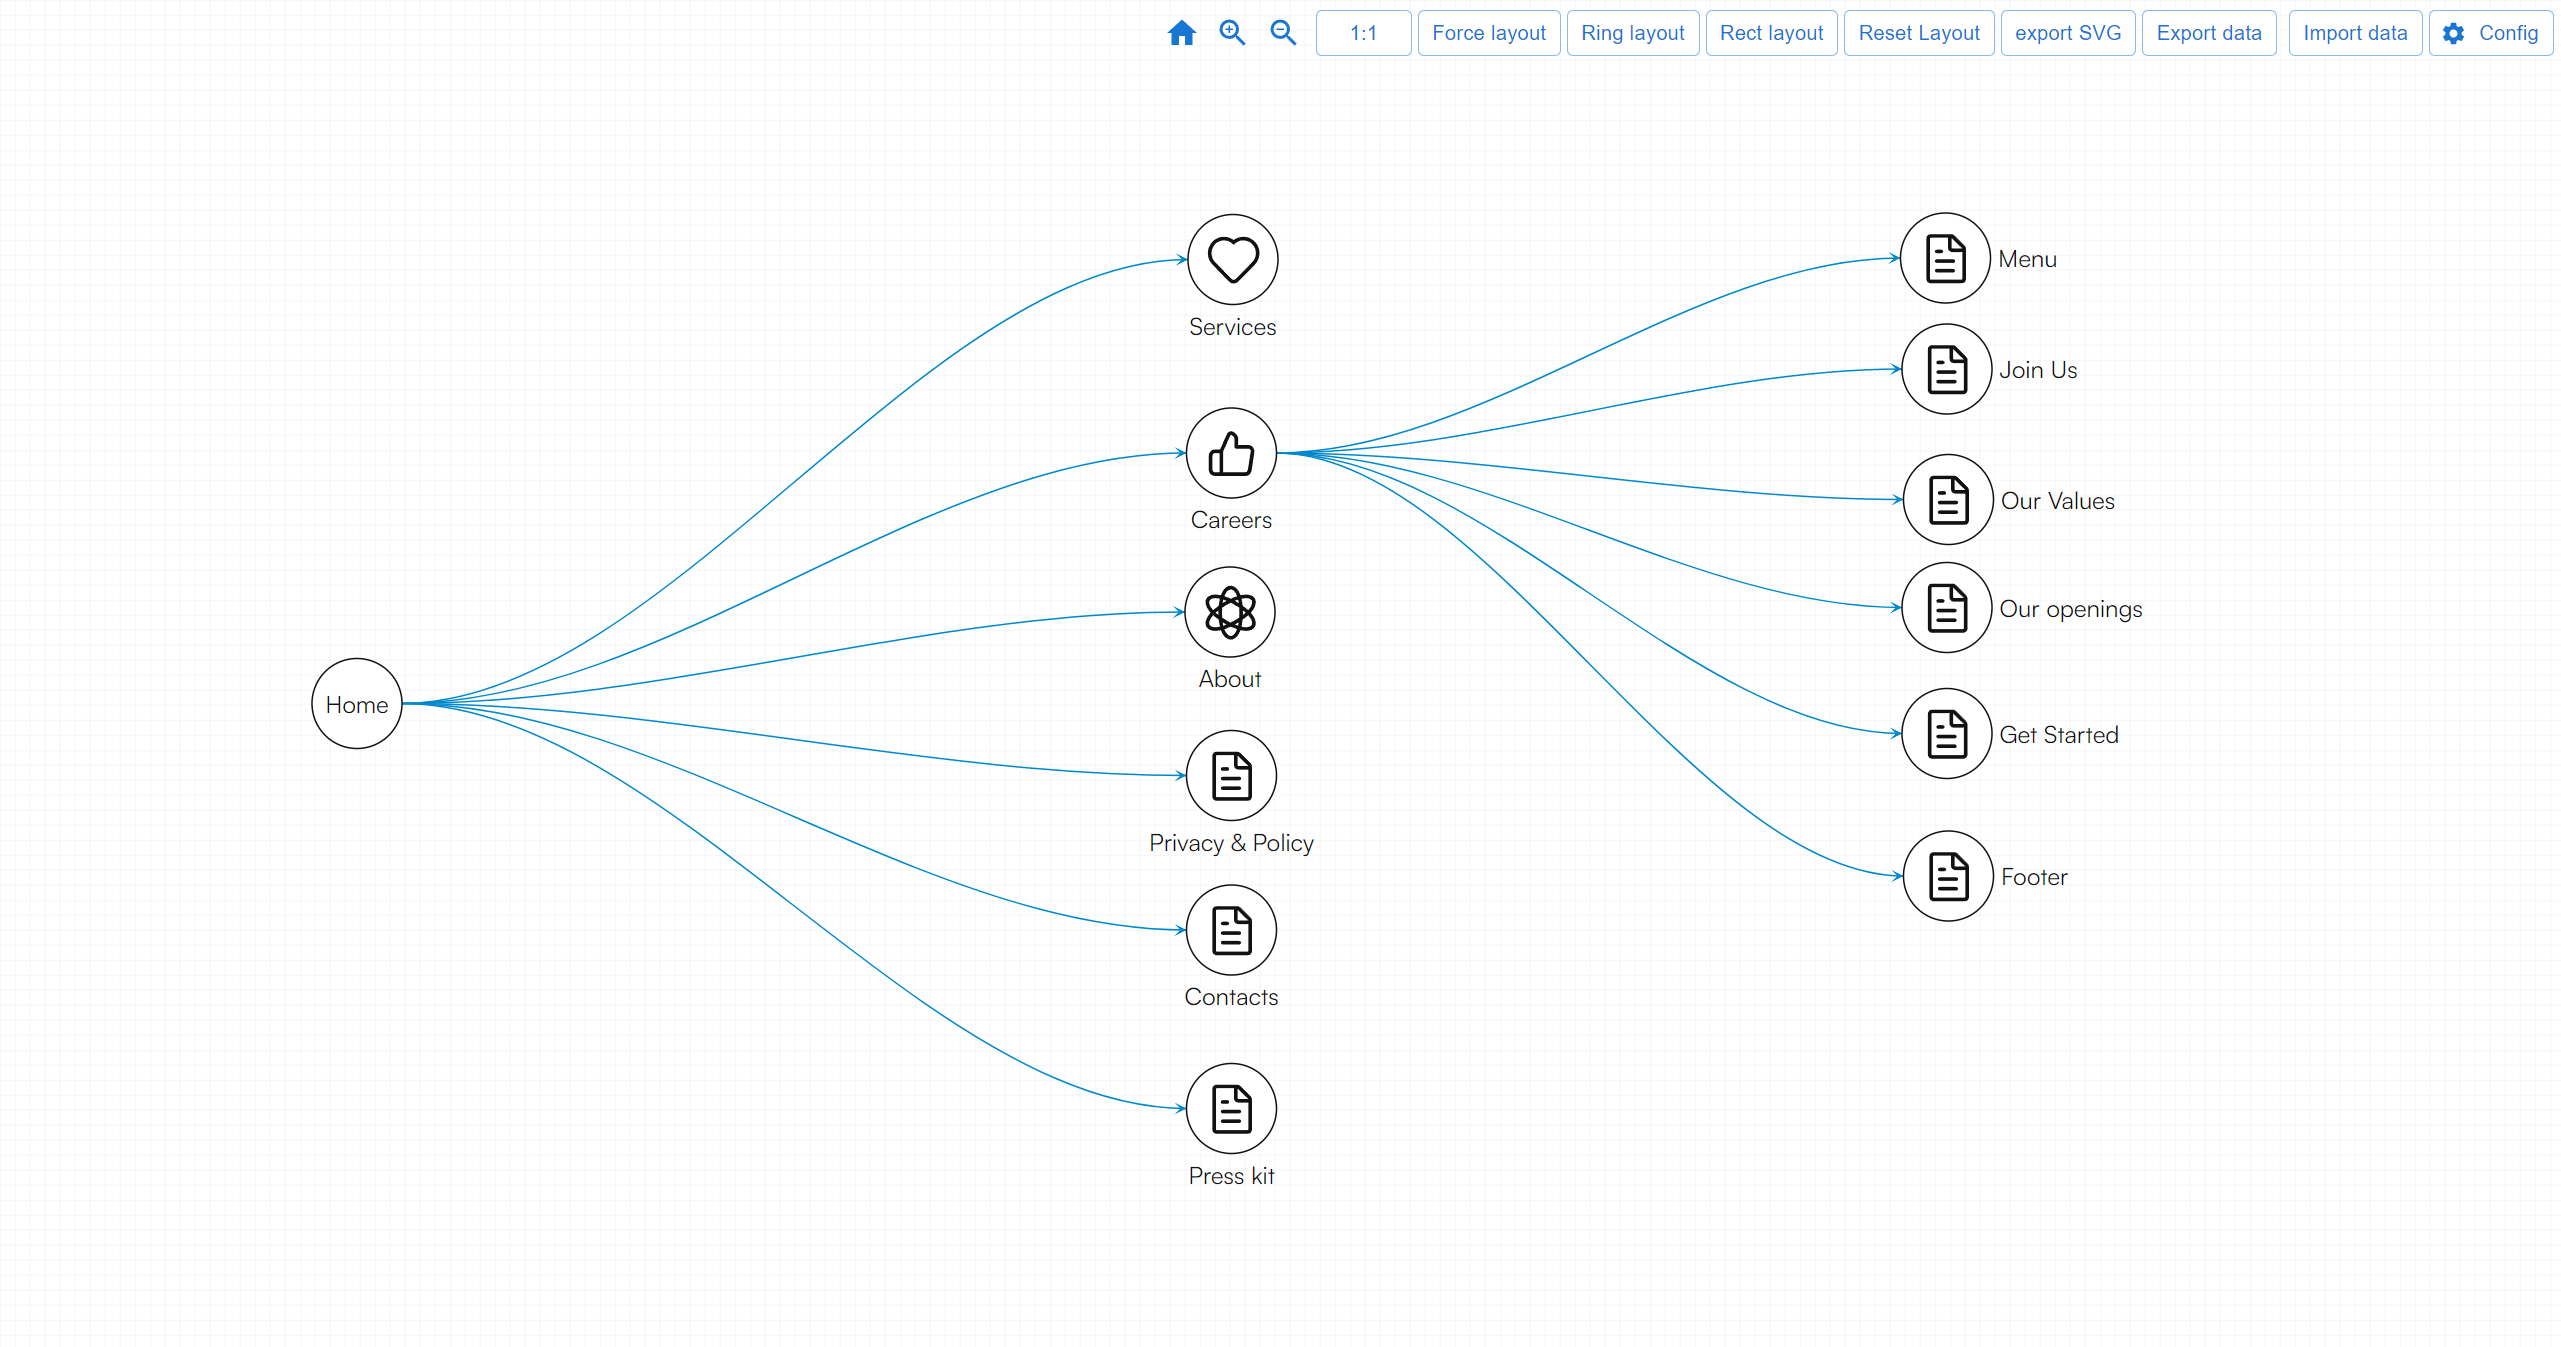 1:1
Force layout
Ring layout
Rect layout
Reset Layout
export SVG
Export data
Import data
Config
Home
Services
Careers
About
Privacy & Policy
Contacts
Press kit
Menu
Join Us
Our Values
Our openings
Get Started
Footer